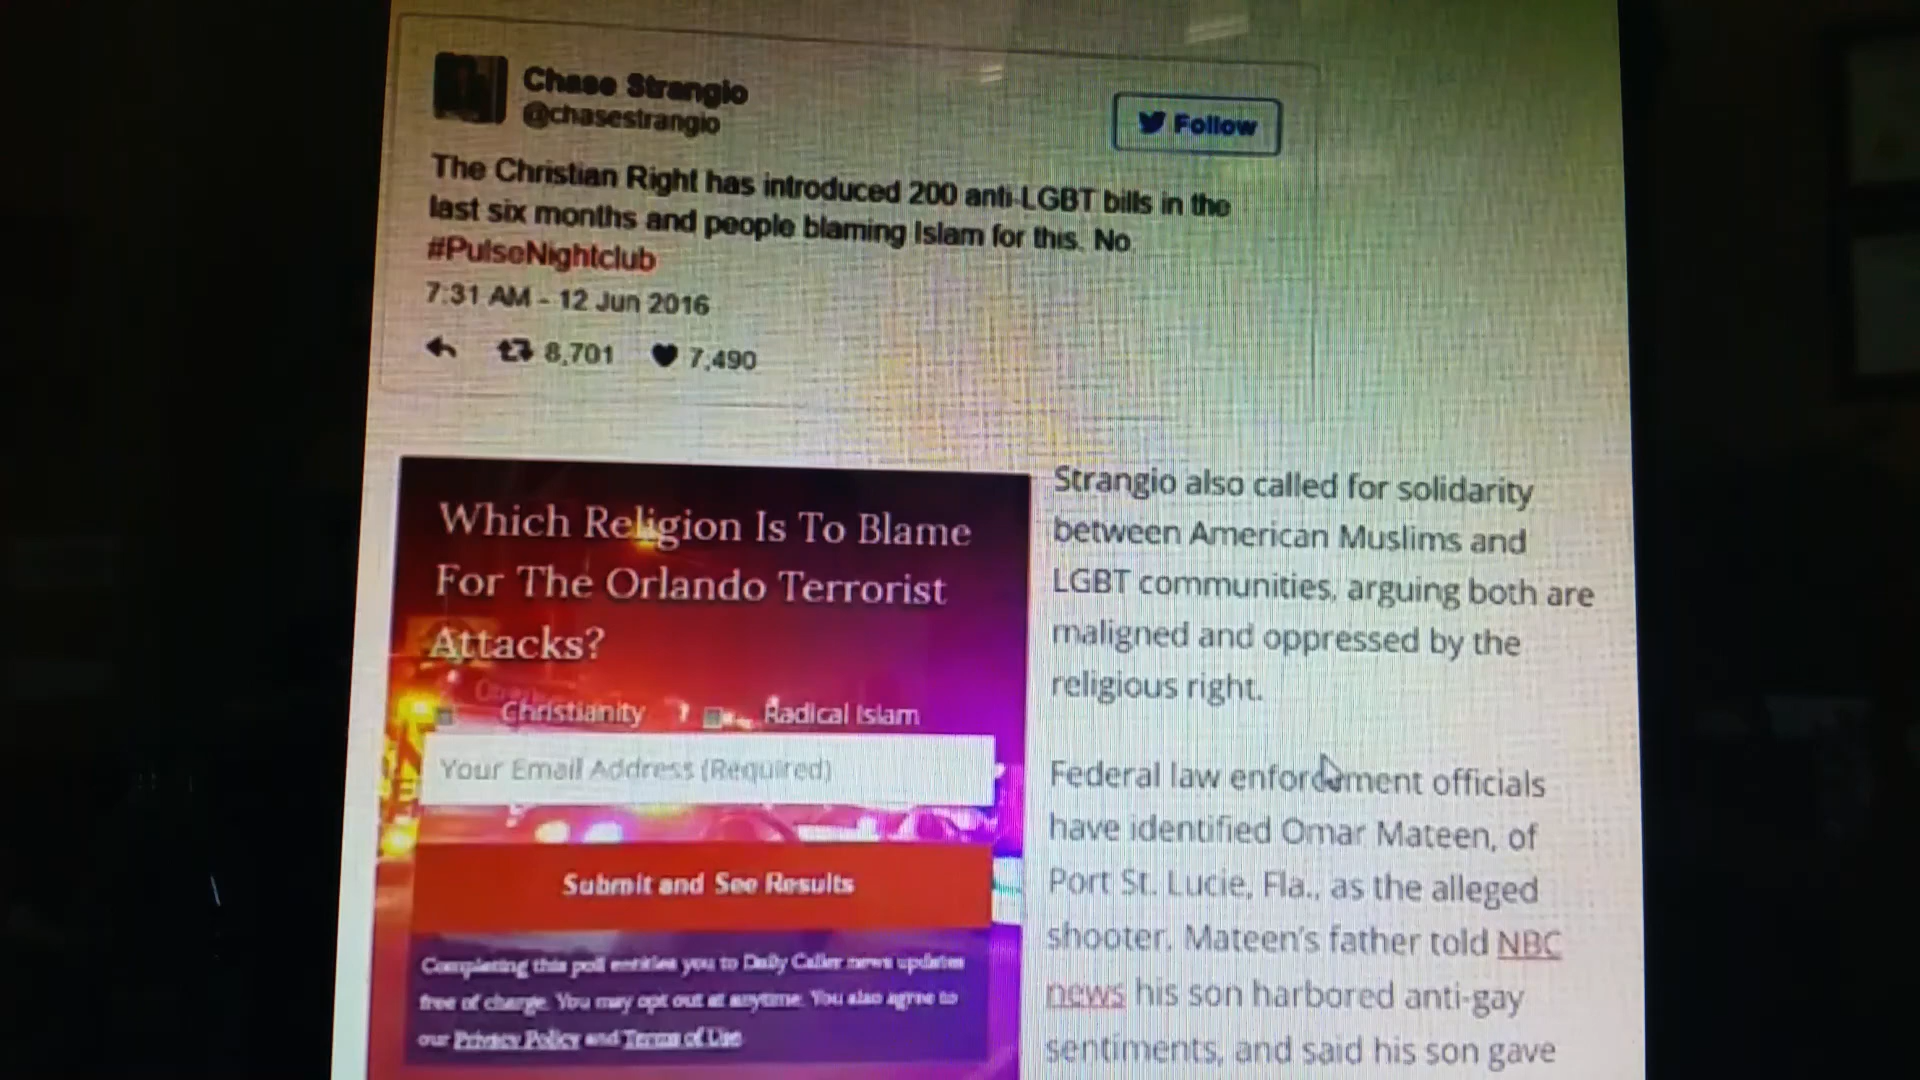 Chase Strangio
@chasestrangio
Follow
The Christian Right has introduced 200 anti-LGBT bills in the
last six months and people blaming Islam for this. No
#PulseNightclub
7:31 AM - 12 Jun 2016
8,701 7,490
Which Religion Is To Blame
For The Orlando Terrorist
Attacks?
Christianity Radical Islam
Your Email Address (Required)
Submit and See Results
Completing this poll entitles you to Daily Caller news updates
free of charge. You may opt out at anytime. You also agree to
our Privacy Policy and Terms of Use
Strangio also called for solidarity
between American Muslims and
LGBT communities, arguing both are
maligned and oppressed by the
religious right.
Federal law enforcement officials
have identified Omar Mateen, of
Port St. Lucie, Fla., as the alleged
shooter. Mateen's father told NBC
news his son harbored anti-gay
sentiments, and said his son gave